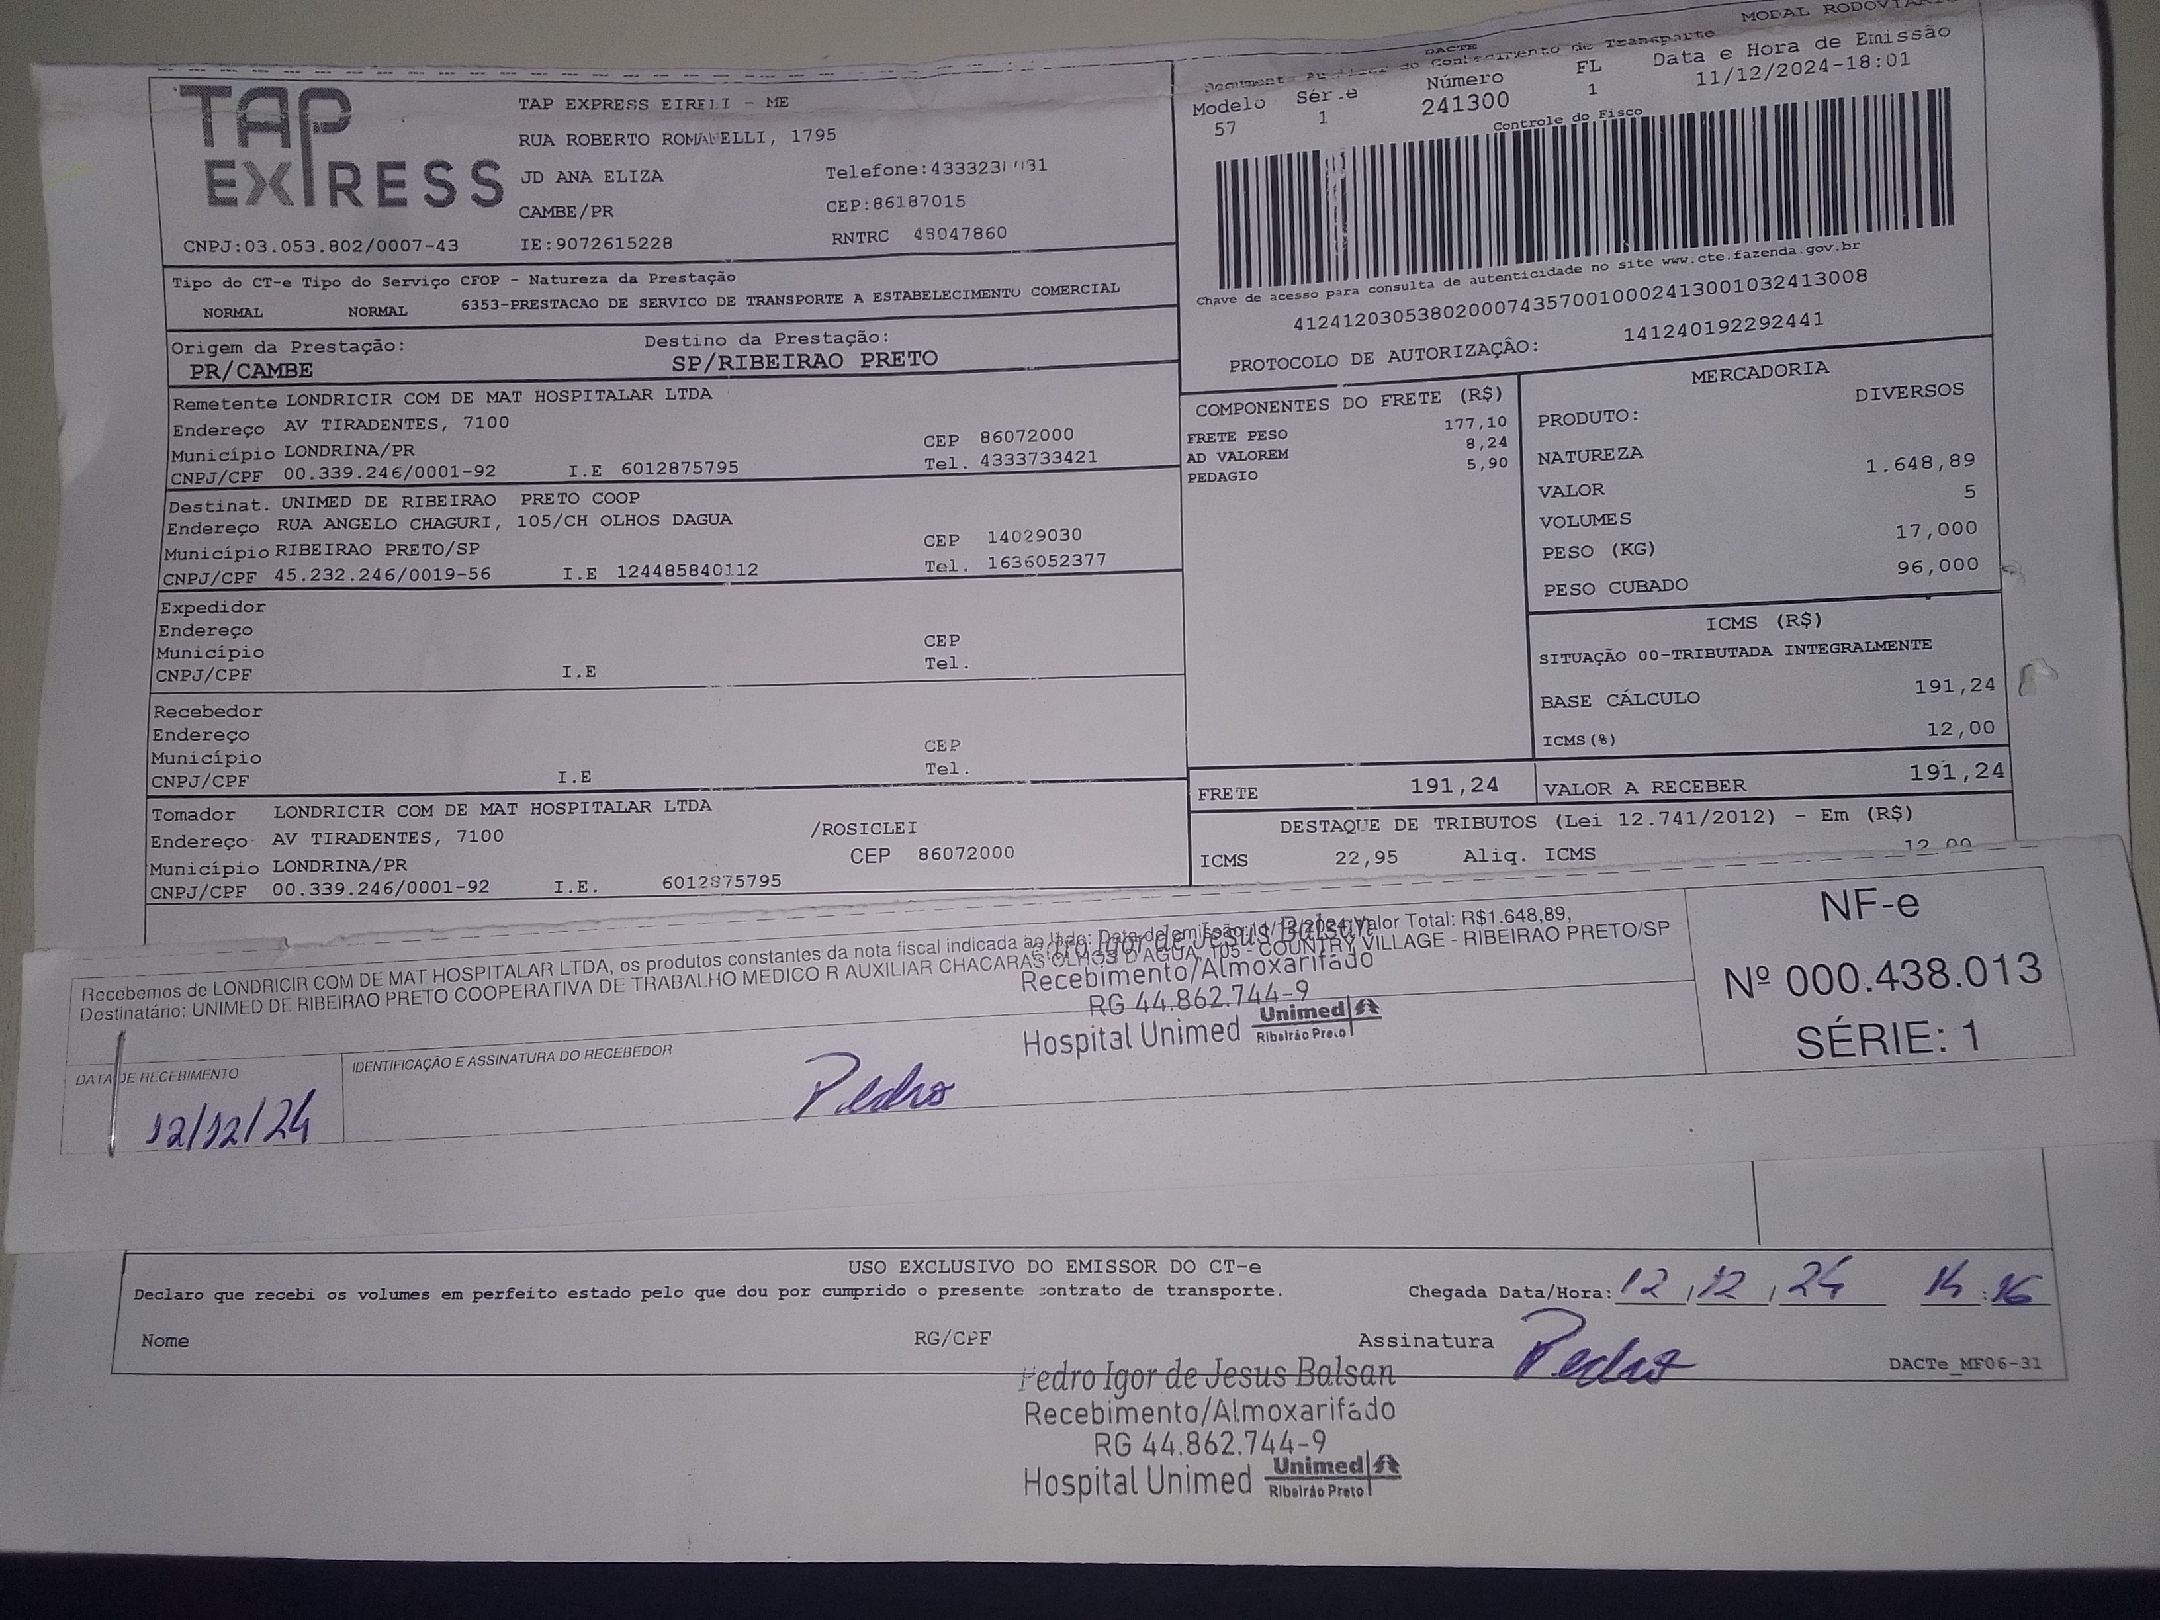 MODAL RODOVIÁRIO
DACTE
TAP EXPRESS
TAP EXPRESS EIRELI - ME
RUA ROBERTO ROMANELLI, 1795
JD ANA ELIZA
CAMBE/PR CEP:86187015
CNPJ:03.053.802/0007-43 IE:9072615228 RNTRC 48047860
Modelo Série Número FL Data e Hora de Emissão
57 1 241300 1 11/12/2024-18:01
Controle do Fisco
Chave de acesso para consulta de autenticidade no site www.cte.fazenda.gov.br
41241203053802000743570010002413001032413008
PROTOCOLO DE AUTORIZAÇÃO: 141240192292441
Tipo do CT-e Tipo do Serviço CFOP - Natureza da Prestação
NORMAL NORMAL 6353-PRESTACAO DE SERVICO DE TRANSPORTE A ESTABELECIMENTO COMERCIAL
Origem da Prestação: Destino da Prestação:
PR/CAMBE SP/RIBEIRAO PRETO
Remetente LONDRICIR COM DE MAT HOSPITALAR LTDA
Endereço AV TIRADENTES, 7100
Município LONDRINA/PR CEP 86072000
CNPJ/CPF 00.339.246/0001-92 I.E 6012875795 Tel. 4333733421
Destinat. UNIMED DE RIBEIRAO PRETO COOP
Endereço RUA ANGELO CHAGURI, 105/CH OLHOS DAGUA
Município RIBEIRAO PRETO/SP CEP 14029030
CNPJ/CPF 45.232.246/0019-56 I.E 124485840112 Tel. 1636052377
Expedidor
Endereço
Município CEP
CNPJ/CPF I.E Tel.
Recebedor
Endereço
Município CEP
CNPJ/CPF I.E Tel.
Tomador LONDRICIR COM DE MAT HOSPITALAR LTDA
Endereço AV TIRADENTES, 7100 /ROSICLEI
Município LONDRINA/PR CEP 86072000
CNPJ/CPF 00.339.246/0001-92 I.E. 6012875795
COMPONENTES DO FRETE (R$)
FRETE PESO 177,10
AD VALOREM 8,24
PEDAGIO 5,90
MERCADORIA
PRODUTO: DIVERSOS
NATUREZA
VALOR 1.648,89
VOLUMES 5
PESO (KG) 17,000
PESO CUBADO 96,000
ICMS (R$)
SITUAÇÃO 00-TRIBUTADA INTEGRALMENTE
BASE CÁLCULO 191,24
ICMS(%) 12,00
FRETE 191,24 VALOR A RECEBER 191,24
DESTAQUE DE TRIBUTOS (Lei 12.741/2012) - Em (R$)
ICMS 22,95 Aliq. ICMS 12,00
Recebemos de LONDRICIR COM DE MAT HOSPITALAR LTDA, os produtos constantes da nota fiscal indicada ao lado: Data de emissão: Valor Total: R$1.648,89,
Destinatário: UNIMED DE RIBEIRAO PRETO COOPERATIVA DE TRABALHO MEDICO R AUXILIAR CHACARAS OLHOS D'AGUA, 105 - COUNTRY VILLAGE - RIBEIRAO PRETO/SP
Igor de Jesus Balsan
Recebimento/Almoxarifado
RG 44.862.744-9
Hospital Unimed Unimed
Ribeirão Preto
NF-e
Nº 000.438.013
SÉRIE: 1
DATA DE RECEBIMENTO IDENTIFICAÇÃO E ASSINATURA DO RECEBEDOR
12/12/24 Pedro
USO EXCLUSIVO DO EMISSOR DO CT-e
Declaro que recebi os volumes em perfeito estado pelo que dou por cumprido o presente contrato de transporte. Chegada Data/Hora: 12/12/24 14:16
Nome RG/CPF Assinatura Pedro
DACTe_MF06-31
Pedro Igor de Jesus Balsan
Recebimento/Almoxarifado
RG 44.862.744-9
Hospital Unimed Unimed
Ribeirão Preto